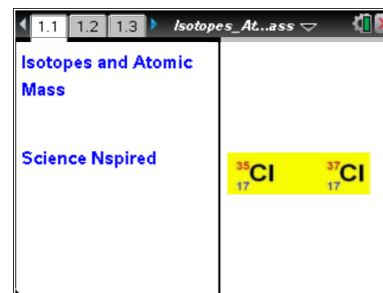 1.1 1.2 1.3 Isotopes_At...ass
Isotopes and Atomic
Mass
Science Nspired
35 17 Cl 37 17 Cl